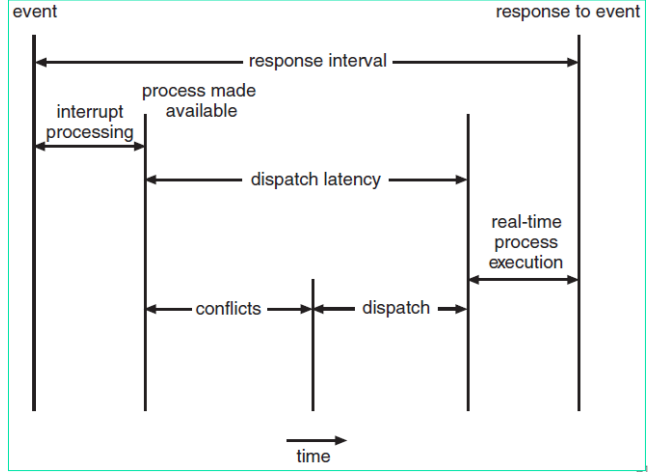 event
response to event
response interval
process made
available
interrupt
processing
dispatch latency
real-time
process
execution
conflicts
dispatch
time